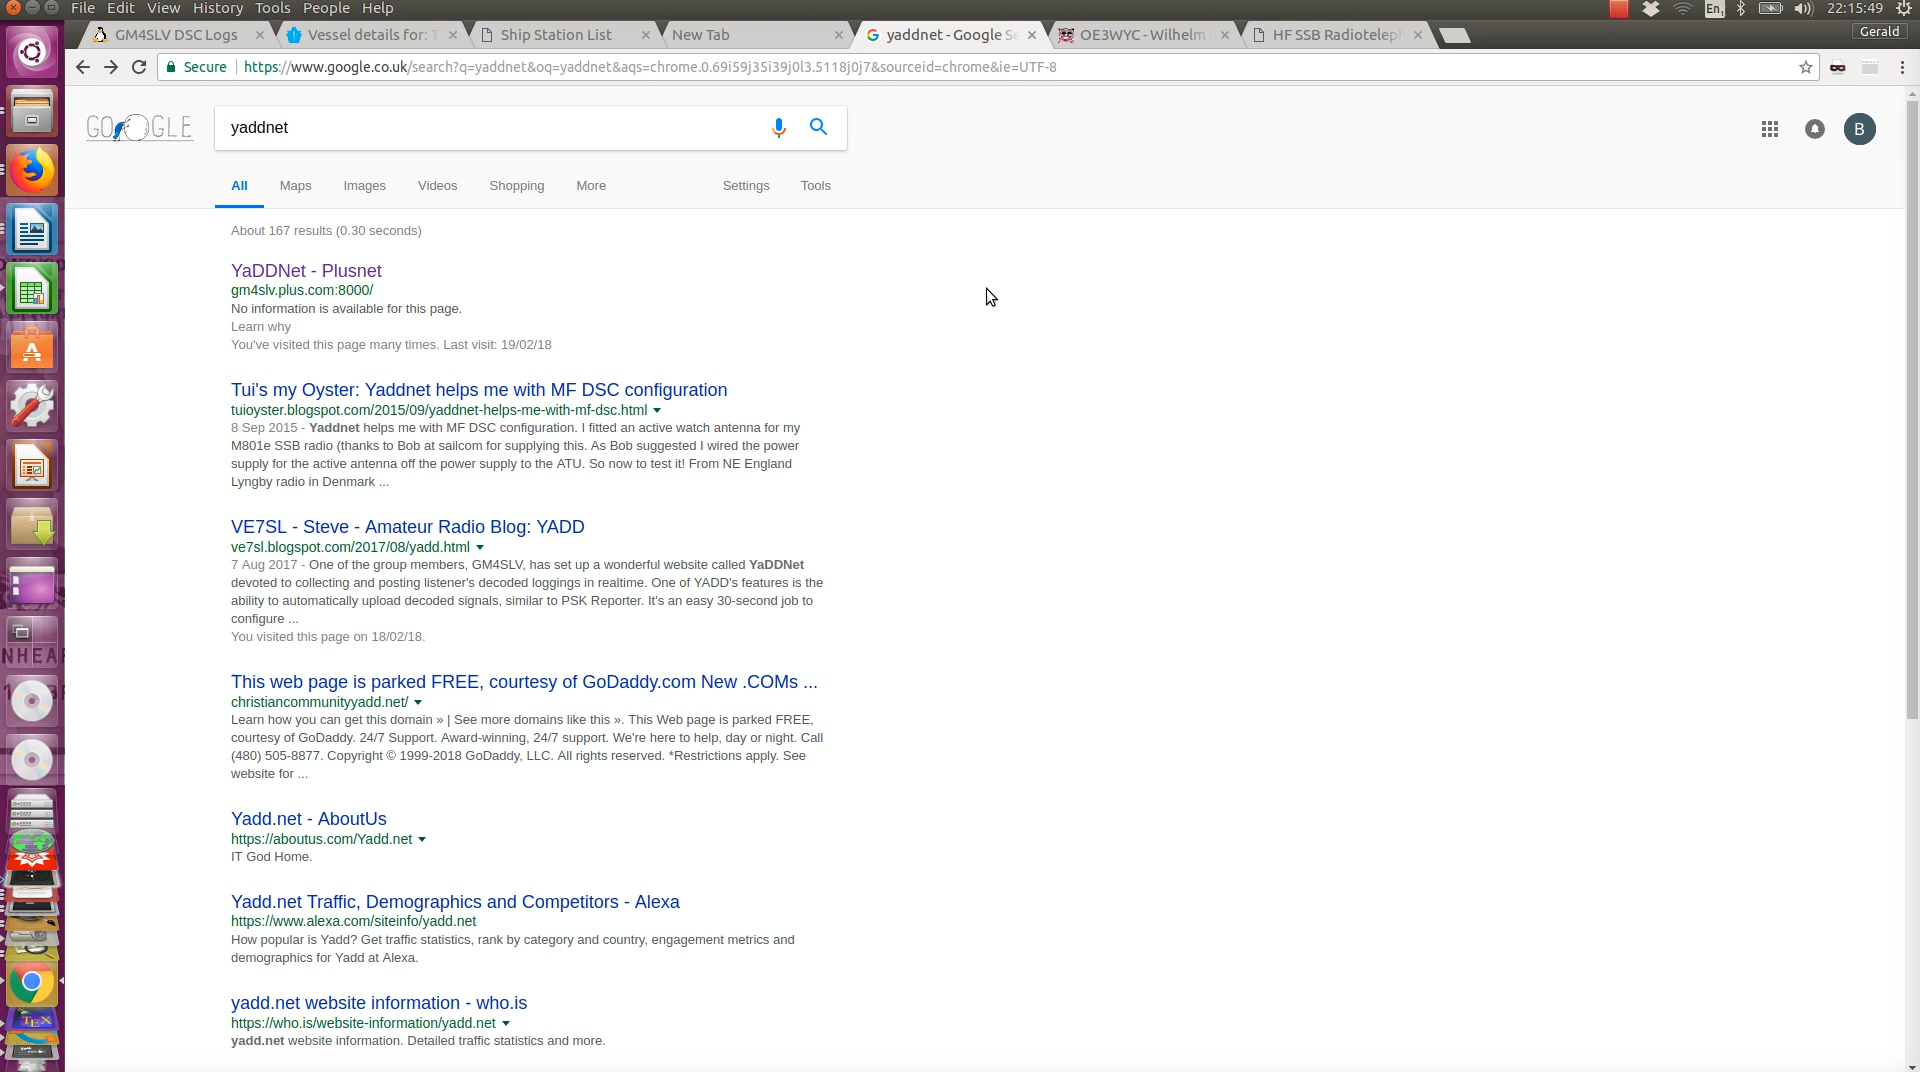 File Edit View History Tools People Help
En
22:15:49
GM4SLV DSC Logs
Vessel details for: T
Ship Station List
New Tab
yaddnet - Google Se
OE3WYC - Wilhelm
HF SSB Radioteleph
Gerald
Secure
https://www.google.co.uk/search?q=yaddnet&oq=yaddnet&aqs=chrome.0.69i59j35i39j0l3.5118j0j7&sourceid=chrome&ie=UTF-8
GOOGLE
yaddnet
B
All Maps Images Videos Shopping More Settings Tools
About 167 results (0.30 seconds)
YaDDNet - Plusnet
gm4slv.plus.com:8000/
No information is available for this page.
Learn why
You've visited this page many times. Last visit: 19/02/18
Tui's my Oyster: Yaddnet helps me with MF DSC configuration
tuioyster.blogspot.com/2015/09/yaddnet-helps-me-with-mf-dsc.html
8 Sep 2015 - Yaddnet helps me with MF DSC configuration. I fitted an active watch antenna for my
M801e SSB radio (thanks to Bob at sailcom for supplying this. As Bob suggested I wired the power
supply for the active antenna off the power supply to the ATU. So now to test it! From NE England
Lyngby radio in Denmark ...
VE7SL - Steve - Amateur Radio Blog: YADD
ve7sl.blogspot.com/2017/08/yadd.html
7 Aug 2017 - One of the group members, GM4SLV, has set up a wonderful website called YaDDNet
devoted to collecting and posting listener's decoded loggings in realtime. One of YADD's features is the
ability to automatically upload decoded signals, similar to PSK Reporter. It's an easy 30-second job to
configure ...
You visited this page on 18/02/18.
This web page is parked FREE, courtesy of GoDaddy.com New .COMs ...
christiancommunityyadd.net/
Learn how you can get this domain » | See more domains like this ». This Web page is parked FREE,
courtesy of GoDaddy. 24/7 Support. Award-winning, 24/7 support. We're here to help, day or night. Call
(480) 505-8877. Copyright © 1999-2018 GoDaddy, LLC. All rights reserved. *Restrictions apply. See
website for ...
Yadd.net - AboutUs
https://aboutus.com/Yadd.net
IT God Home.
Yadd.net Traffic, Demographics and Competitors - Alexa
https://www.alexa.com/siteinfo/yadd.net
How popular is Yadd? Get traffic statistics, rank by category and country, engagement metrics and
demographics for Yadd at Alexa.
yadd.net website information - who.is
https://who.is/website-information/yadd.net
yadd.net website information. Detailed traffic statistics and more.
NHEA
TEX